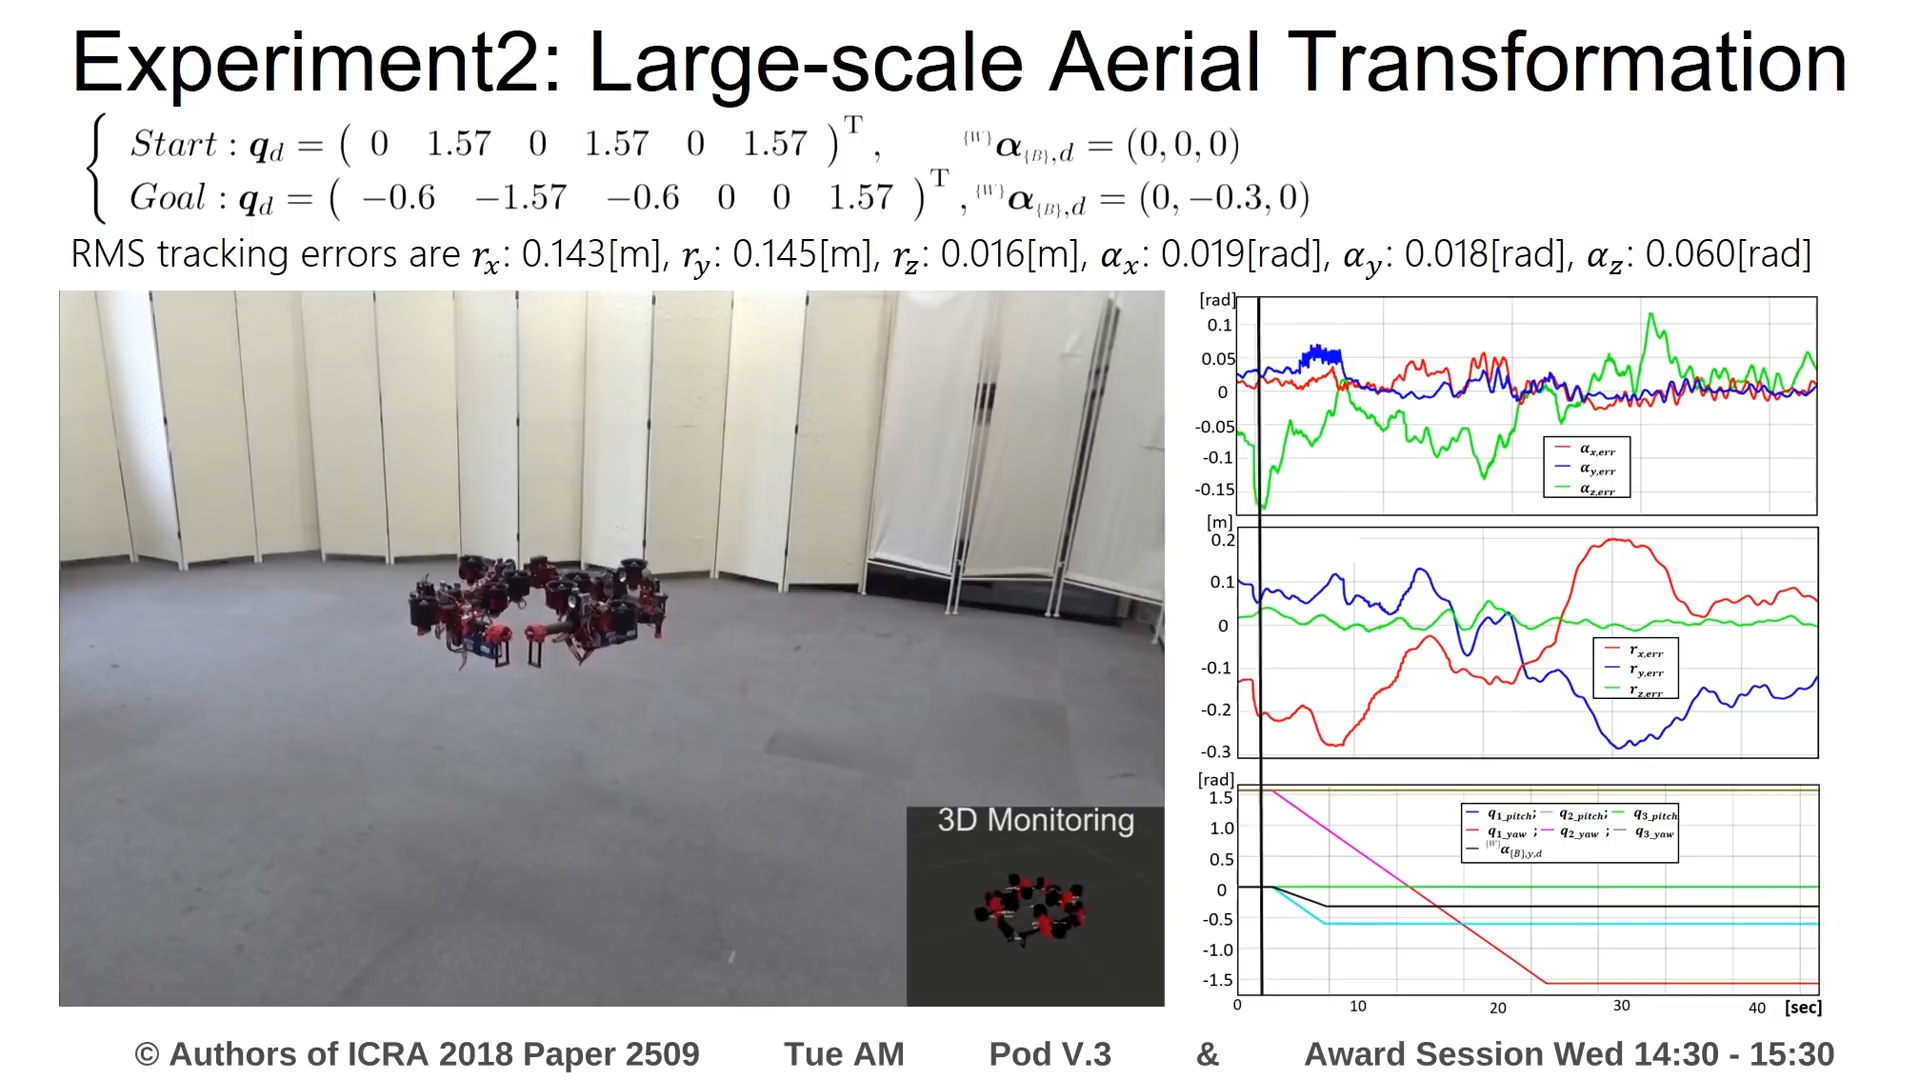 Experiment2: Large-scale Aerial Transformation
Start : q_d = ( 0 1.57 0 1.57 0 1.57 )^T , {W}α_{B},d = (0, 0, 0)
Goal : q_d = ( −0.6 −1.57 −0.6 0 0 1.57 )^T , {W}α_{B},d = (0, −0.3, 0)
RMS tracking errors are r_x: 0.143[m], r_y: 0.145[m], r_z: 0.016[m], α_x: 0.019[rad], α_y: 0.018[rad], α_z: 0.060[rad]
3D Monitoring
[rad]
0.1
0.05
0
-0.05
-0.1
-0.15
α_x,err
α_y,err
α_z,err
[m]
0.2
0.1
0
-0.1
-0.2
-0.3
r_x,err
r_y,err
r_z,err
[rad]
1.5
1.0
0.5
0
-0.5
-1.0
-1.5
q_1_pitch; q_2_pitch; q_3_pitch
q_1_yaw ; q_2_yaw ; q_3_yaw
{W}α_{B},y,d
0 10 20 30 40 [sec]
© Authors of ICRA 2018 Paper 2509 Tue AM Pod V.3 & Award Session Wed 14:30 - 15:30